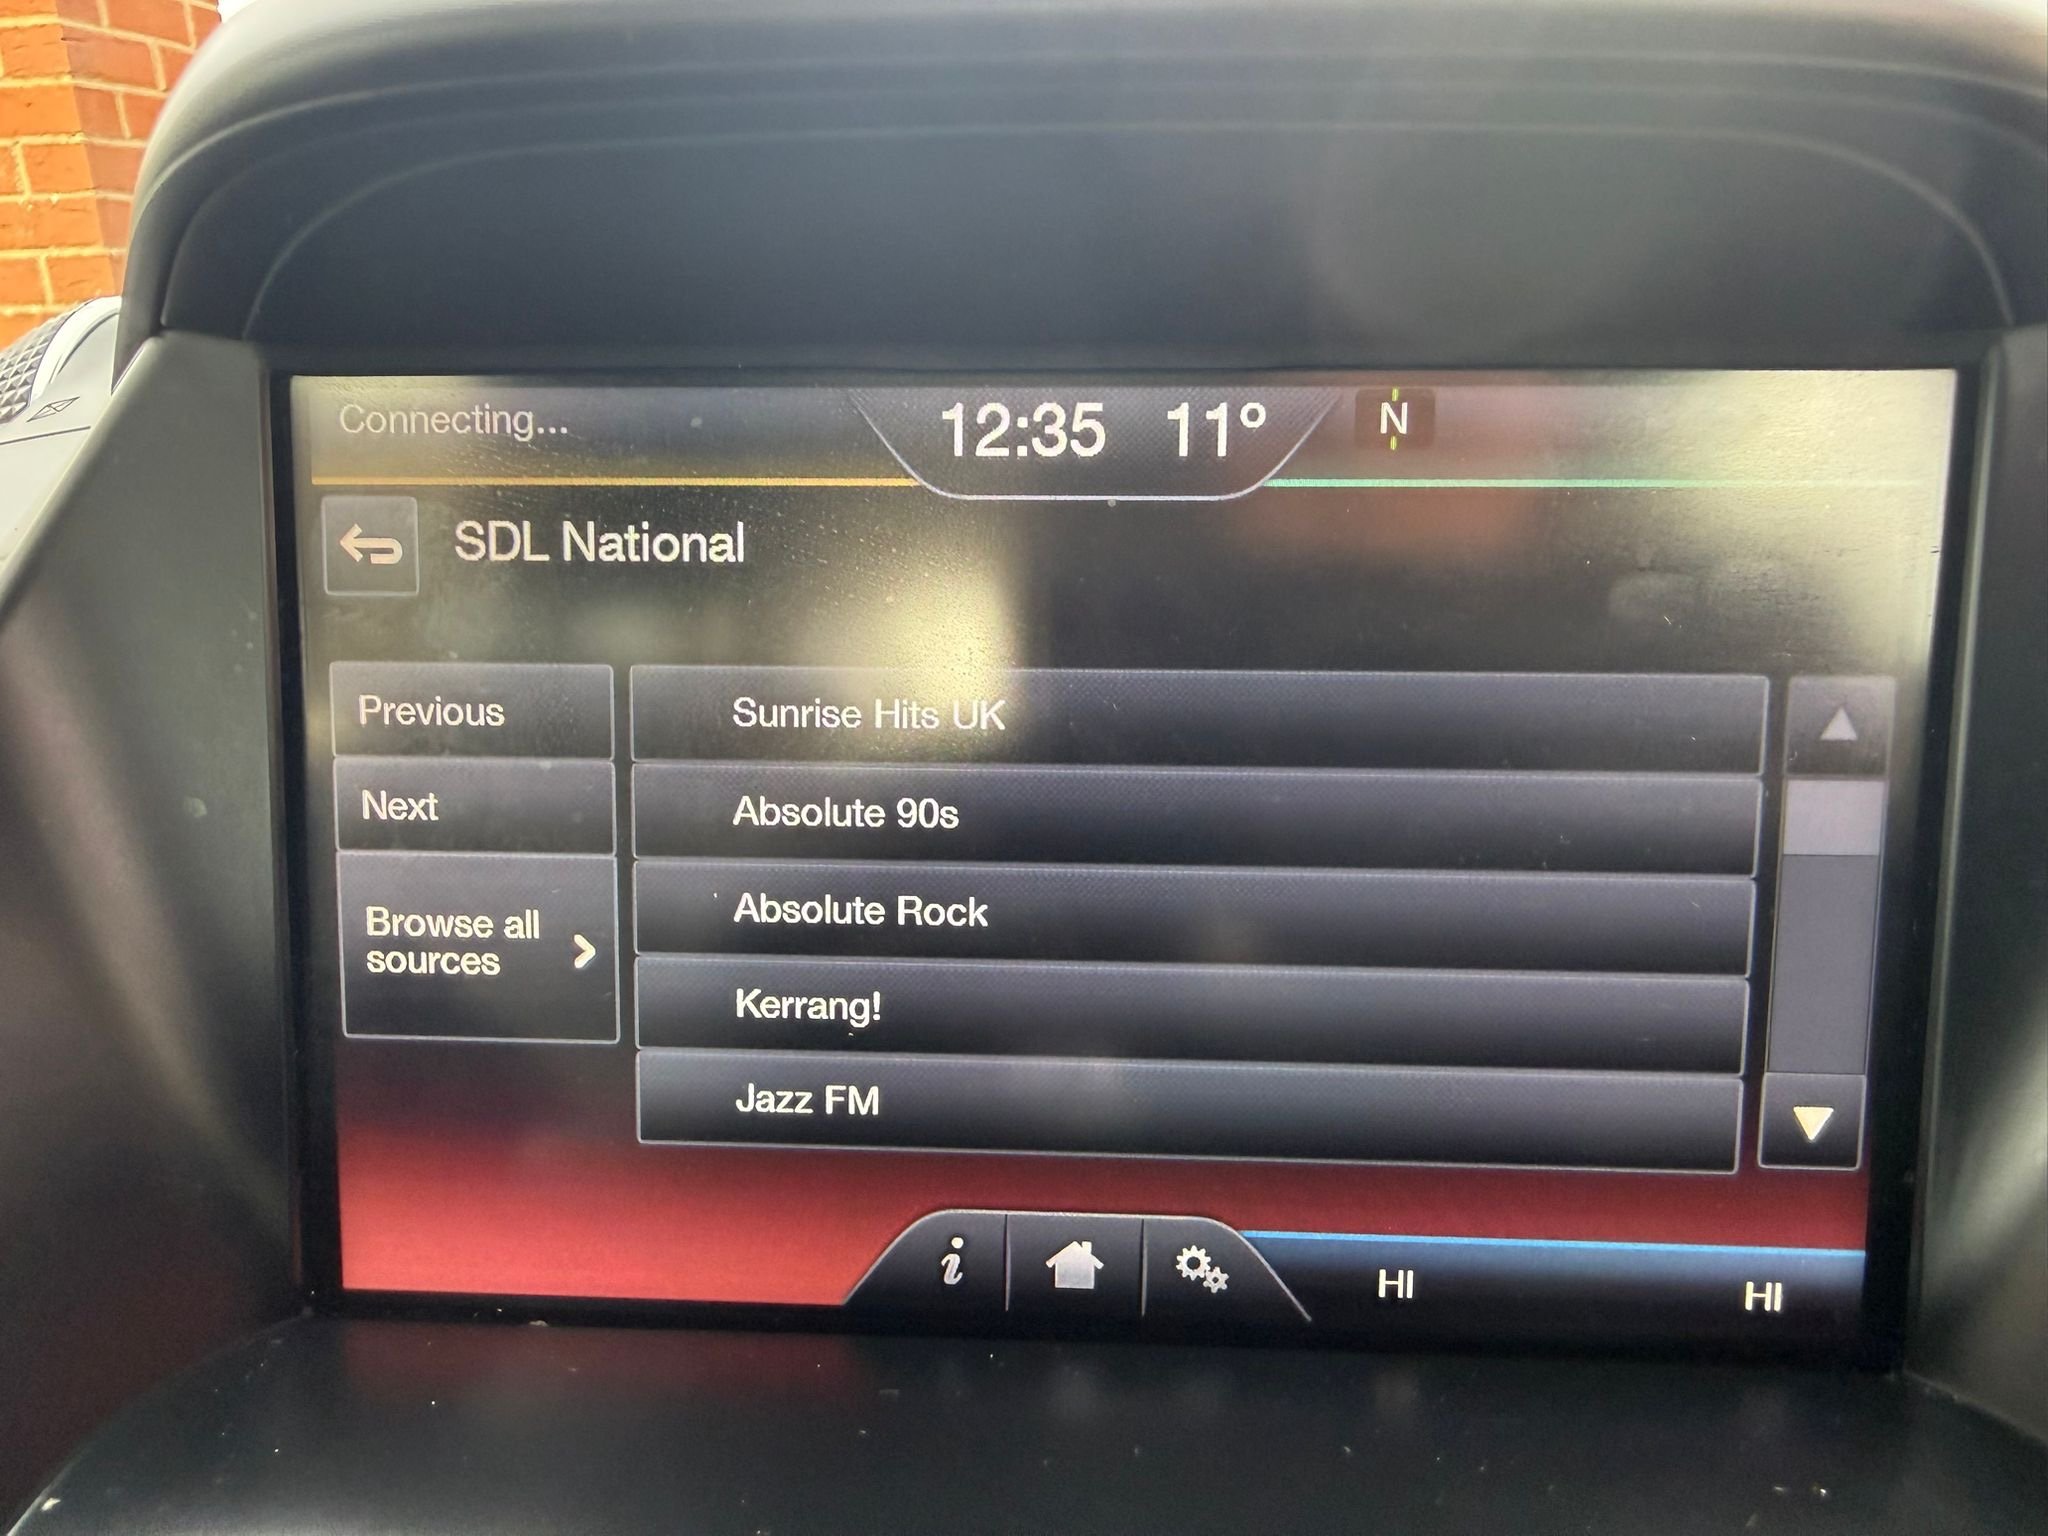 Connecting...
12:35 11°
N
SDL National
Previous
Next
Browse all
sources
Sunrise Hits UK
Absolute 90s
Absolute Rock
Kerrang!
Jazz FM
i
HI
HI